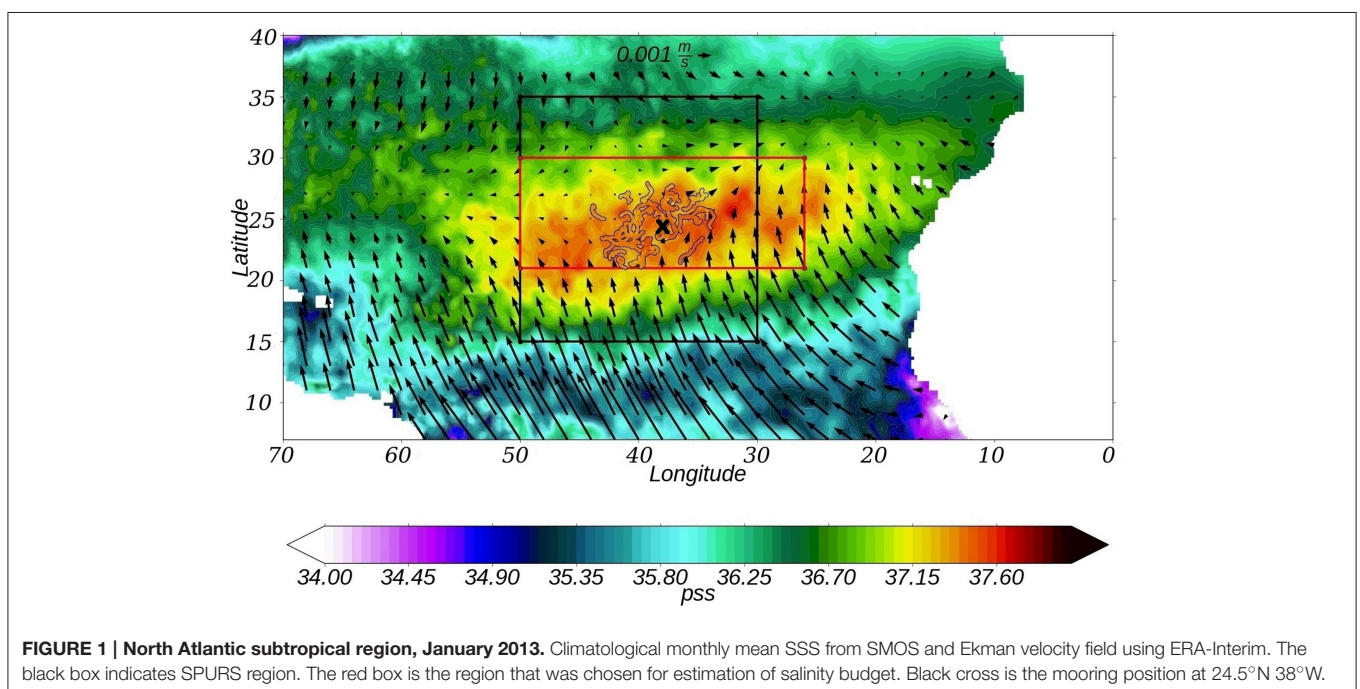 0.001 m/s
40
35
30
25
20
15
10
Latitude
70 60 50 40 30 20 10 0
Longitude
34.00 34.45 34.90 35.35 35.80 36.25 36.70 37.15 37.60
pss
FIGURE 1 | North Atlantic subtropical region, January 2013. Climatological monthly mean SSS from SMOS and Ekman velocity field using ERA-Interim. The
black box indicates SPURS region. The red box is the region that was chosen for estimation of salinity budget. Black cross is the mooring position at 24.5°N 38°W.